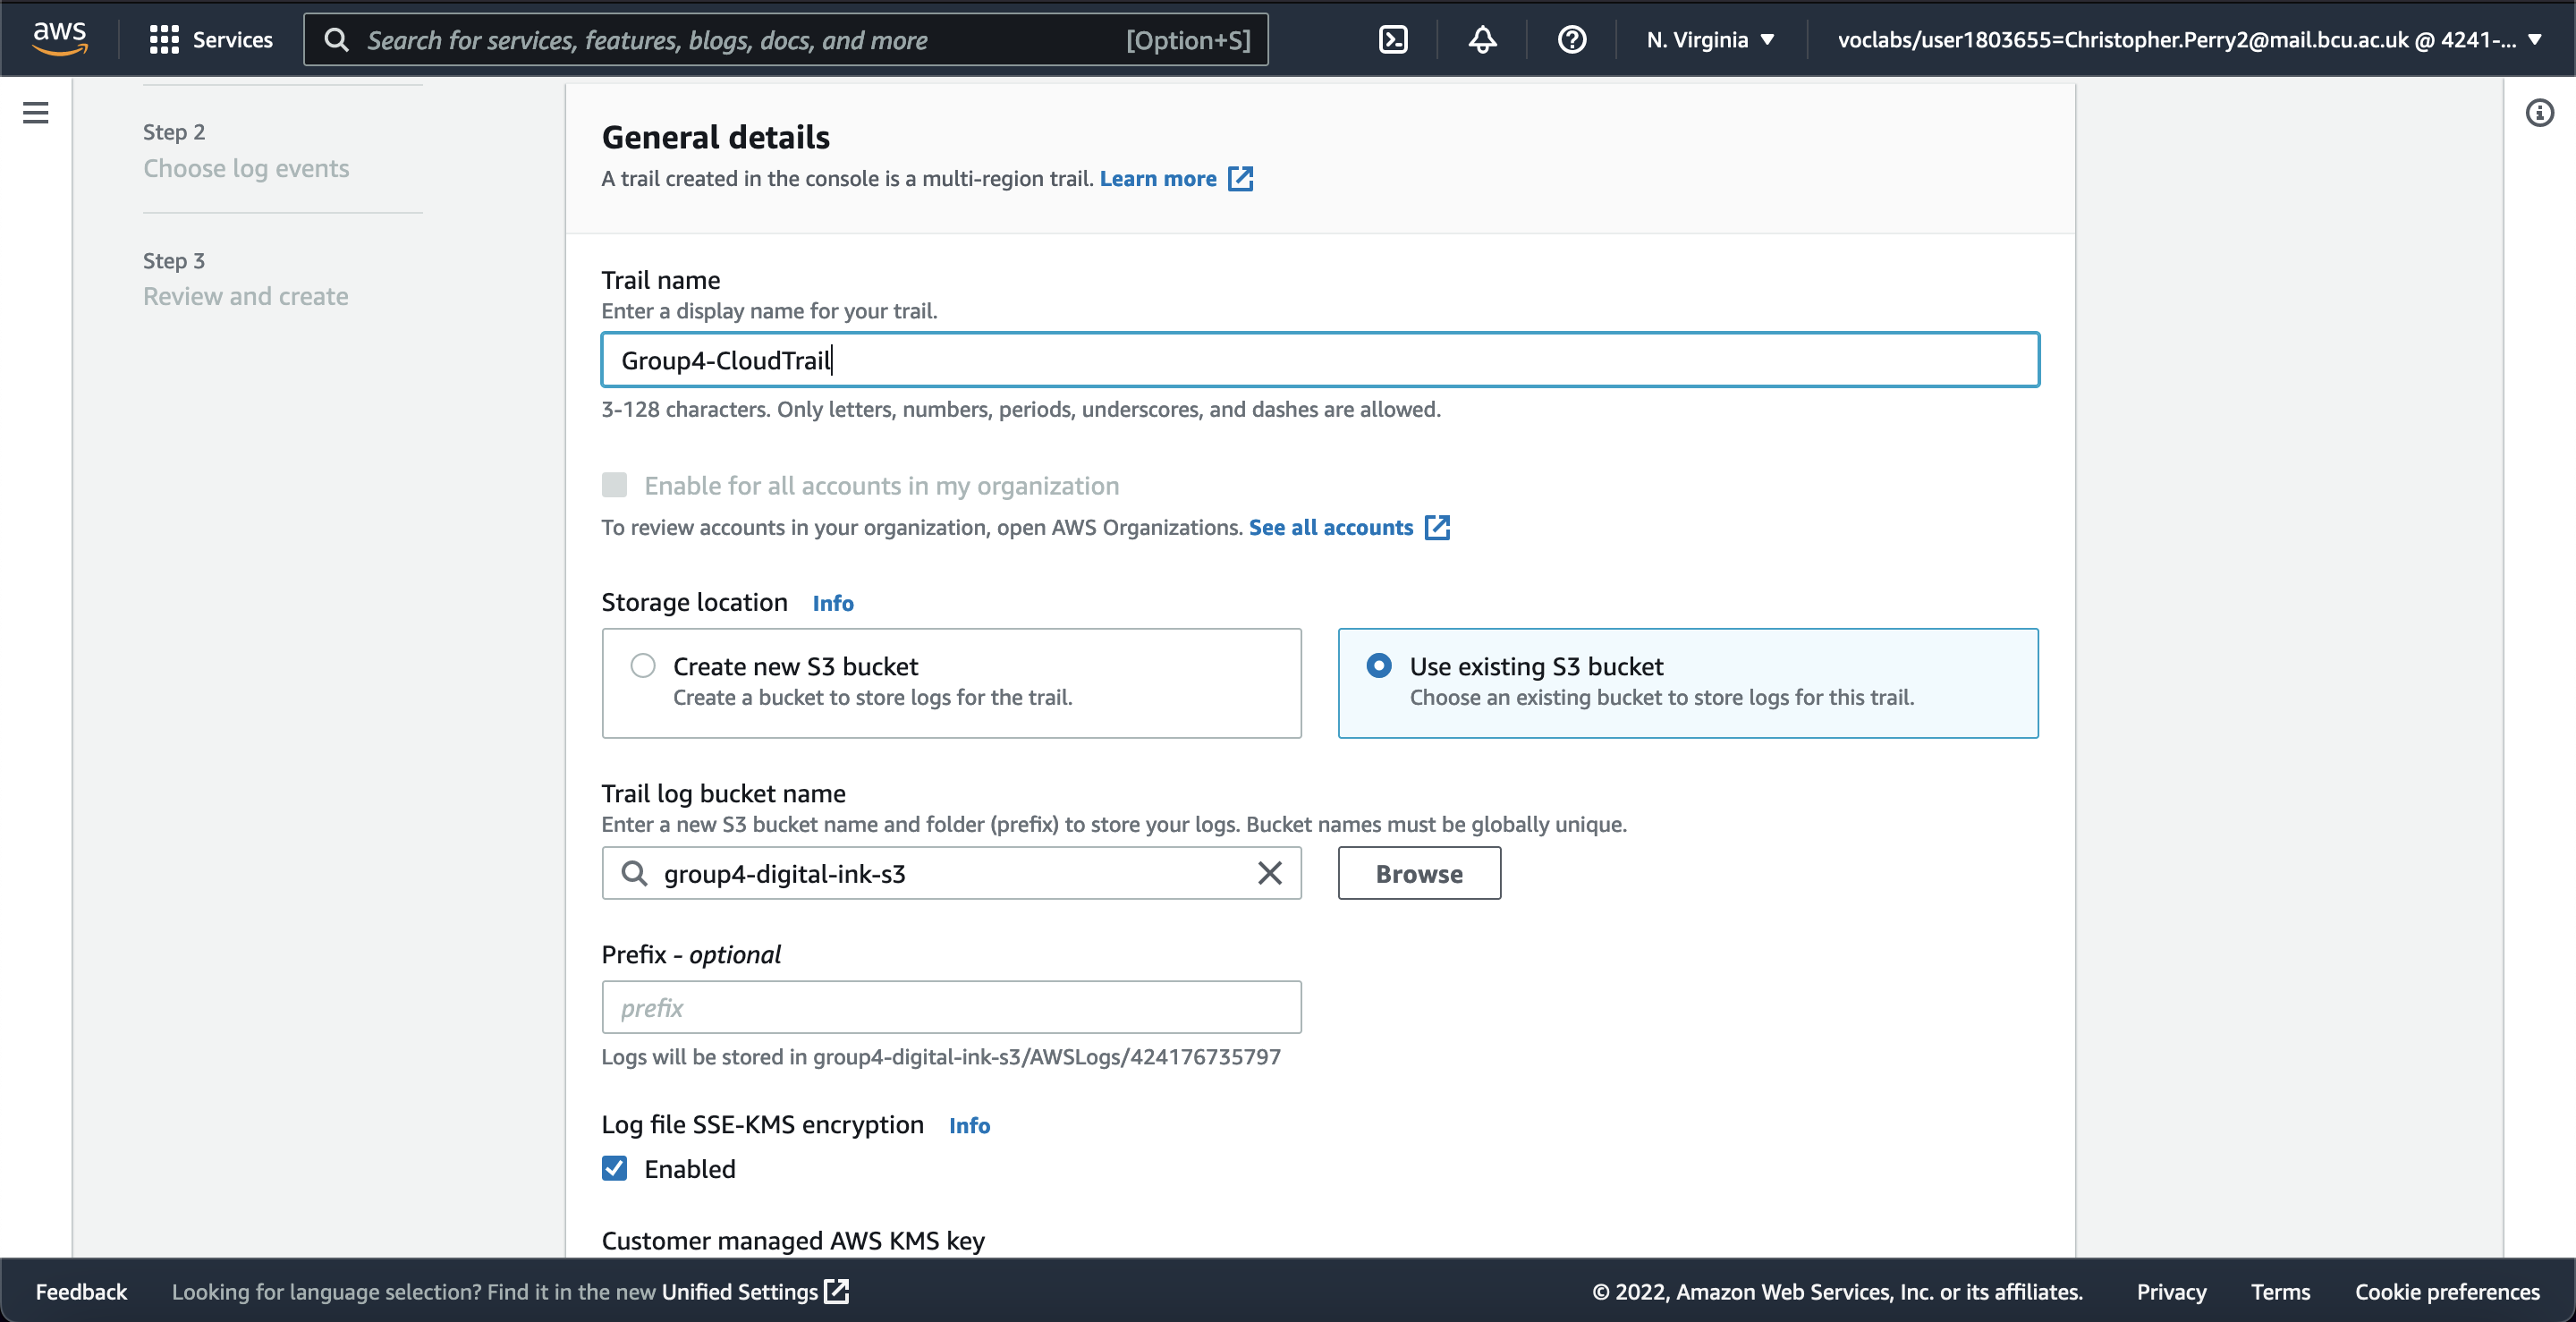 aws
Services
Search for services, features, blogs, docs, and more [Option+S]
N. Virginia ▼
voclabs/user1803655=Christopher.Perry2@mail.bcu.ac.uk @ 4241-... ▼
Step 2
Choose log events
Step 3
Review and create
General details
A trail created in the console is a multi-region trail. Learn more
Trail name
Enter a display name for your trail.
Group4-CloudTrail
3-128 characters. Only letters, numbers, periods, underscores, and dashes are allowed.
Enable for all accounts in my organization
To review accounts in your organization, open AWS Organizations. See all accounts
Storage location Info
Create new S3 bucket
Create a bucket to store logs for the trail.
Use existing S3 bucket
Choose an existing bucket to store logs for this trail.
Trail log bucket name
Enter a new S3 bucket name and folder (prefix) to store your logs. Bucket names must be globally unique.
group4-digital-ink-s3
Browse
Prefix - optional
prefix
Logs will be stored in group4-digital-ink-s3/AWSLogs/424176735797
Log file SSE-KMS encryption Info
Enabled
Customer managed AWS KMS key
Feedback Looking for language selection? Find it in the new Unified Settings © 2022, Amazon Web Services, Inc. or its affiliates. Privacy Terms Cookie preferences